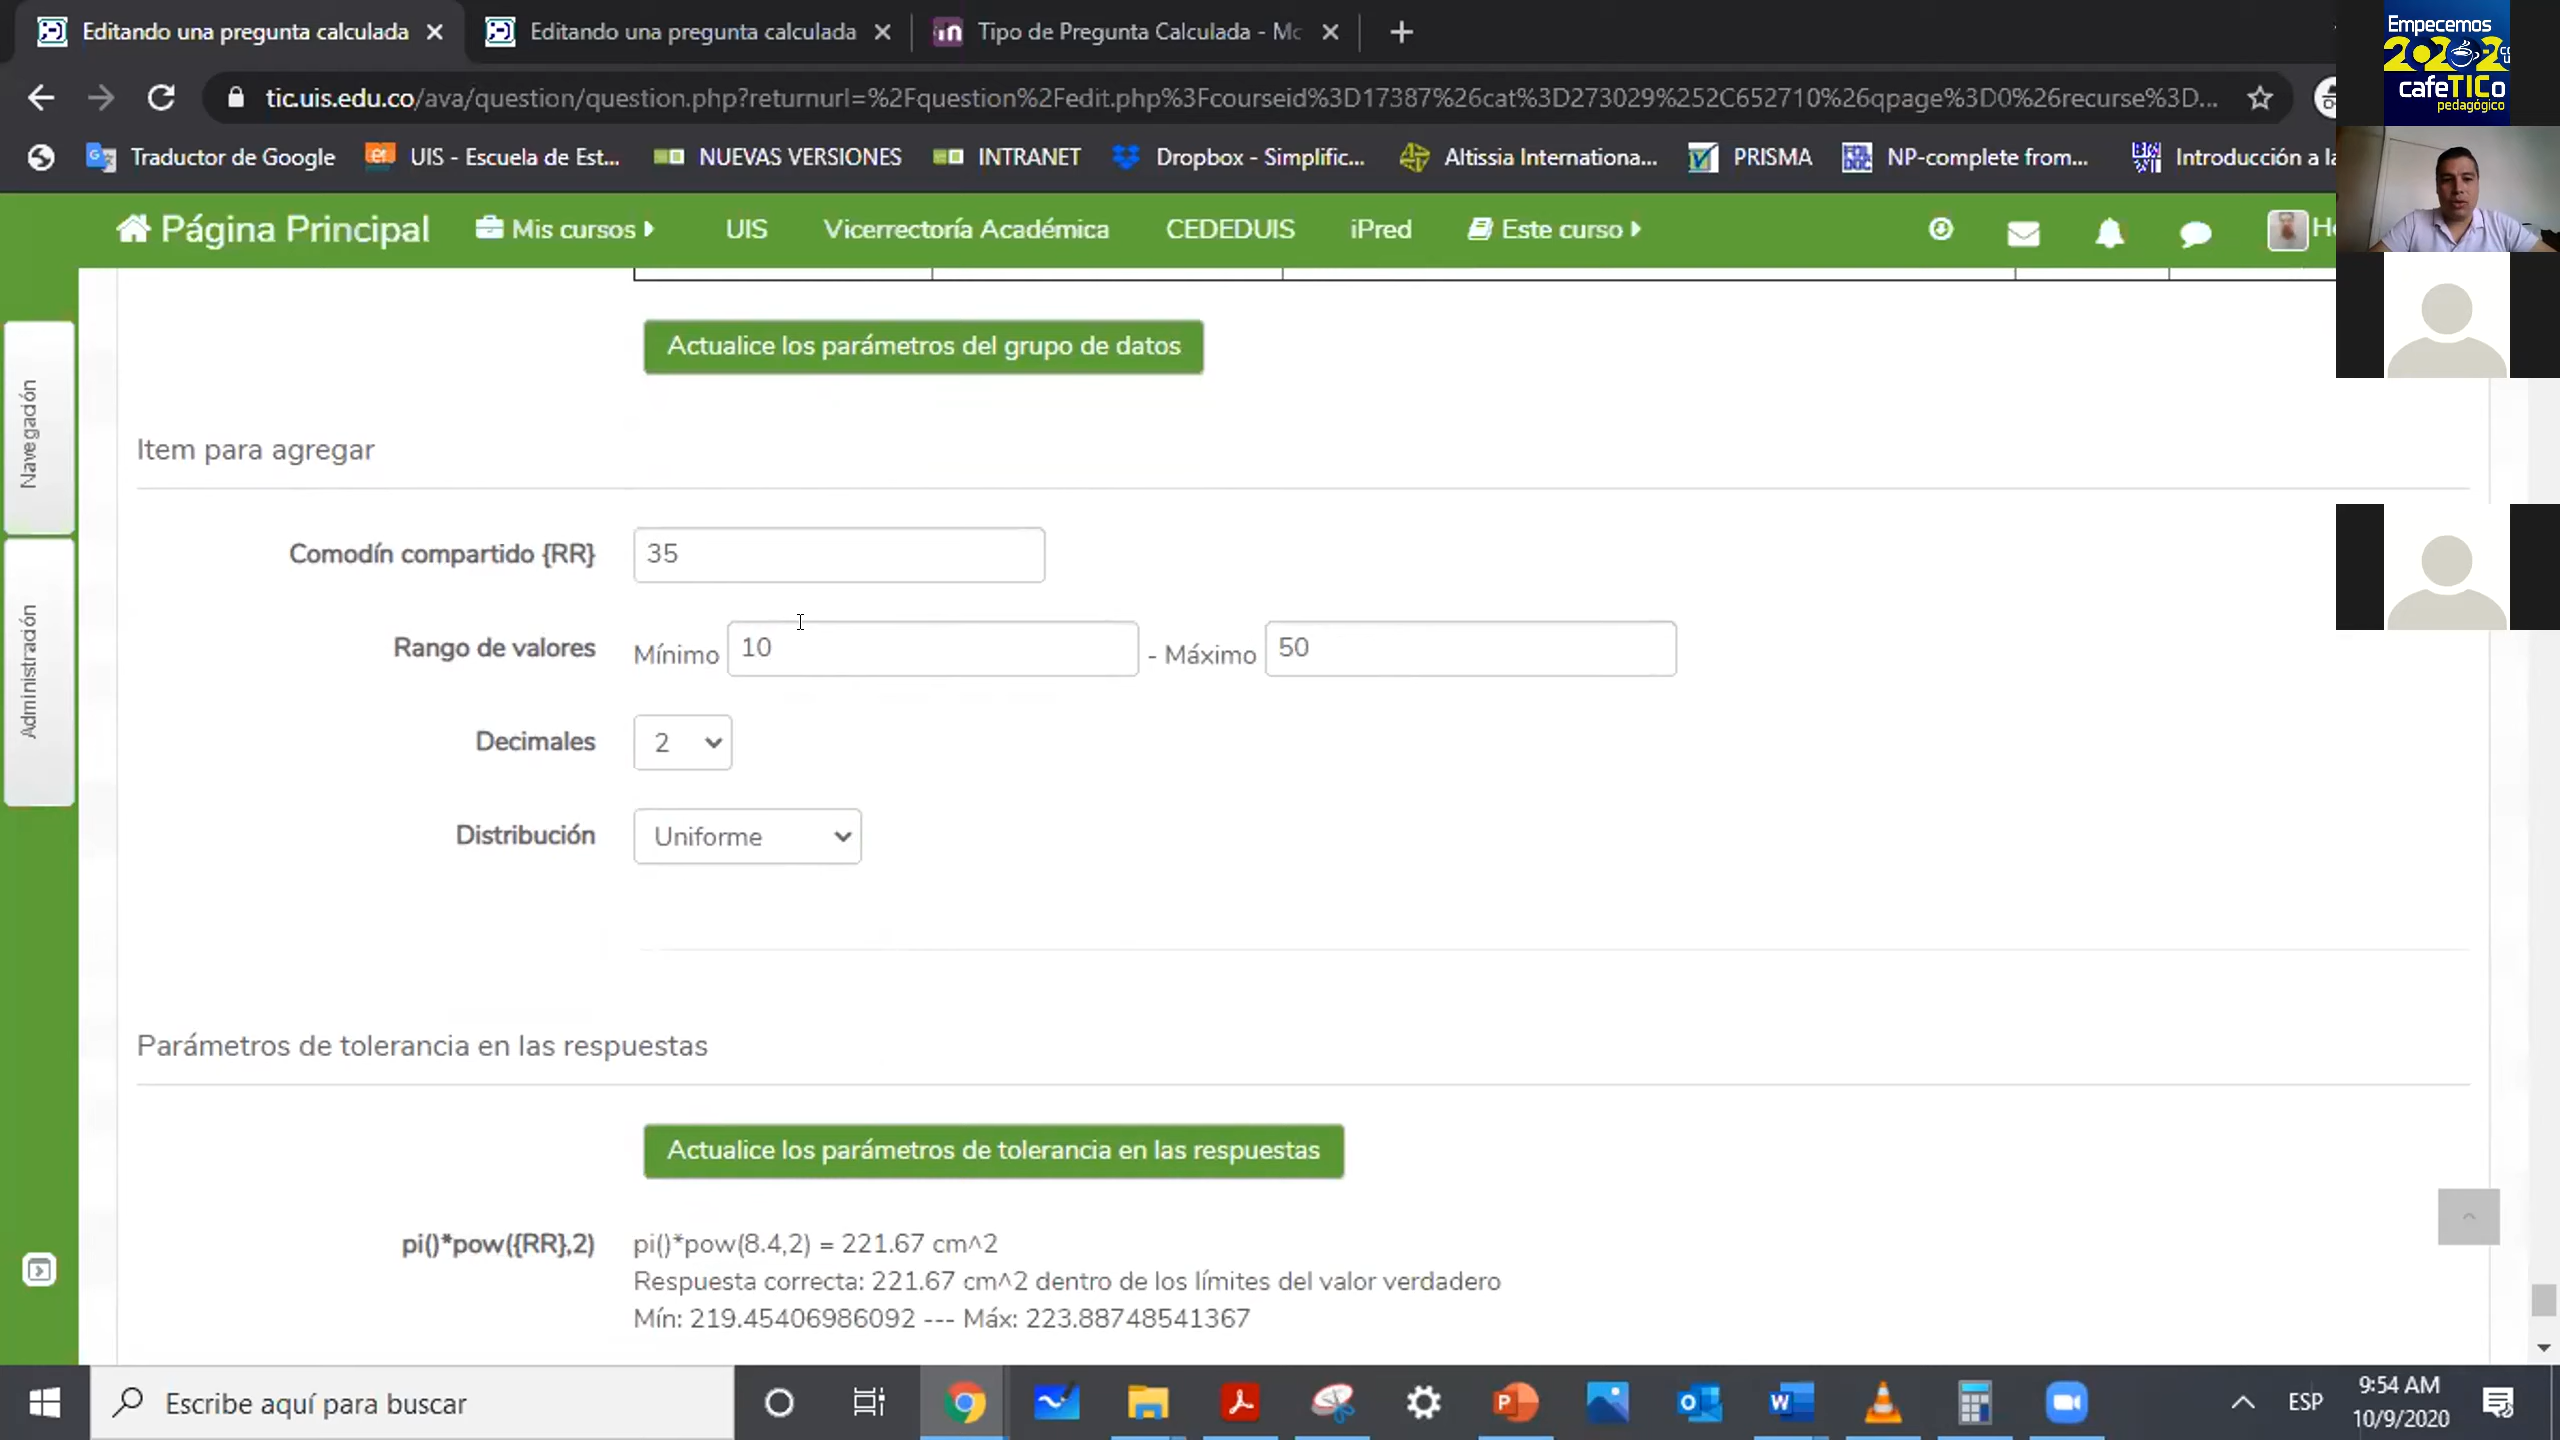 Editando una pregunta calculada
Editando una pregunta calculada
Tipo de Pregunta Calculada - Mo
tic.uis.edu.co/ava/question/question.php?returnurl=%2Fquestion%2Fedit.php%3Fcourseid%3D17387%26cat%3D273029%252C652710%26qpage%3D0%26recurse%3D...
Traductor de Google
UIS - Escuela de Est...
NUEVAS VERSIONES
INTRANET
Dropbox - Simplific...
Altissia Internationa...
PRISMA
NP-complete from...
Introducción a la
Empecemos
2020-2
cafeTICo
pedagógico
Página Principal
Mis cursos
UIS
Vicerrectoría Académica
CEDEDUIS
iPred
Este curso
Navegación
Administración
Actualice los parámetros del grupo de datos
Item para agregar
Comodín compartido {RR} 35
Rango de valores Mínimo 10 - Máximo 50
Decimales 2
Distribución Uniforme
Parámetros de tolerancia en las respuestas
Actualice los parámetros de tolerancia en las respuestas
pi()*pow({RR},2) pi()*pow(8.4,2) = 221.67 cm^2
Respuesta correcta: 221.67 cm^2 dentro de los límites del valor verdadero
Mín: 219.45406986092 --- Máx: 223.88748541367
Escribe aquí para buscar
ESP
9:54 AM
10/9/2020